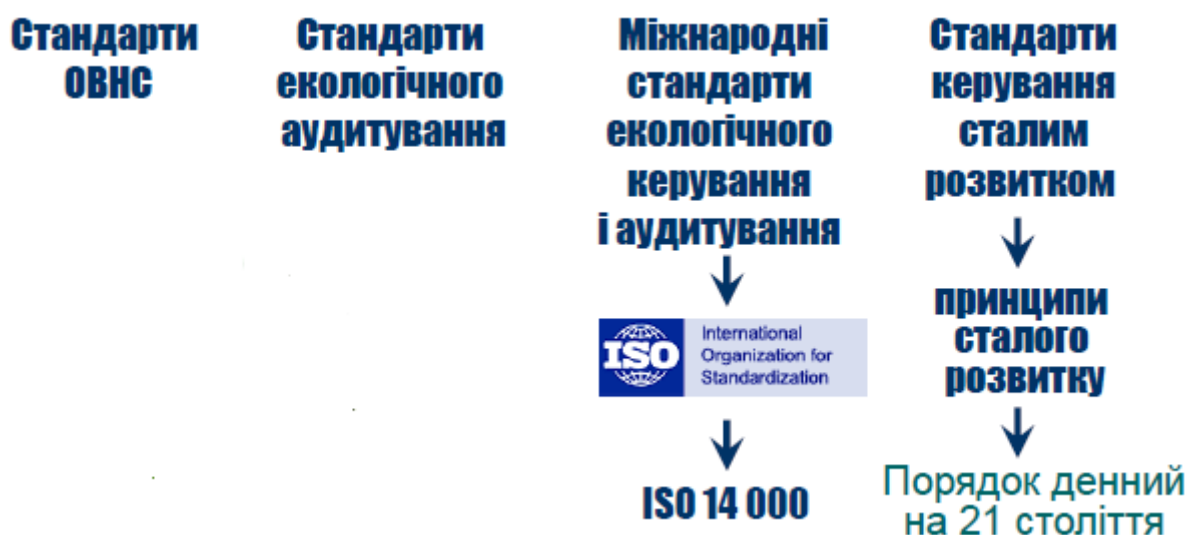 Стандарти
ОВНС
Стандарти
екологічного
аудитування
Міжнародні
стандарти
екологічного
керування
і аудитування
ISO
International
Organization for
Standardization
ISO 14 000
Стандарти
керування
сталим
розвитком
принципи
сталого
розвитку
Порядок денний
на 21 століття